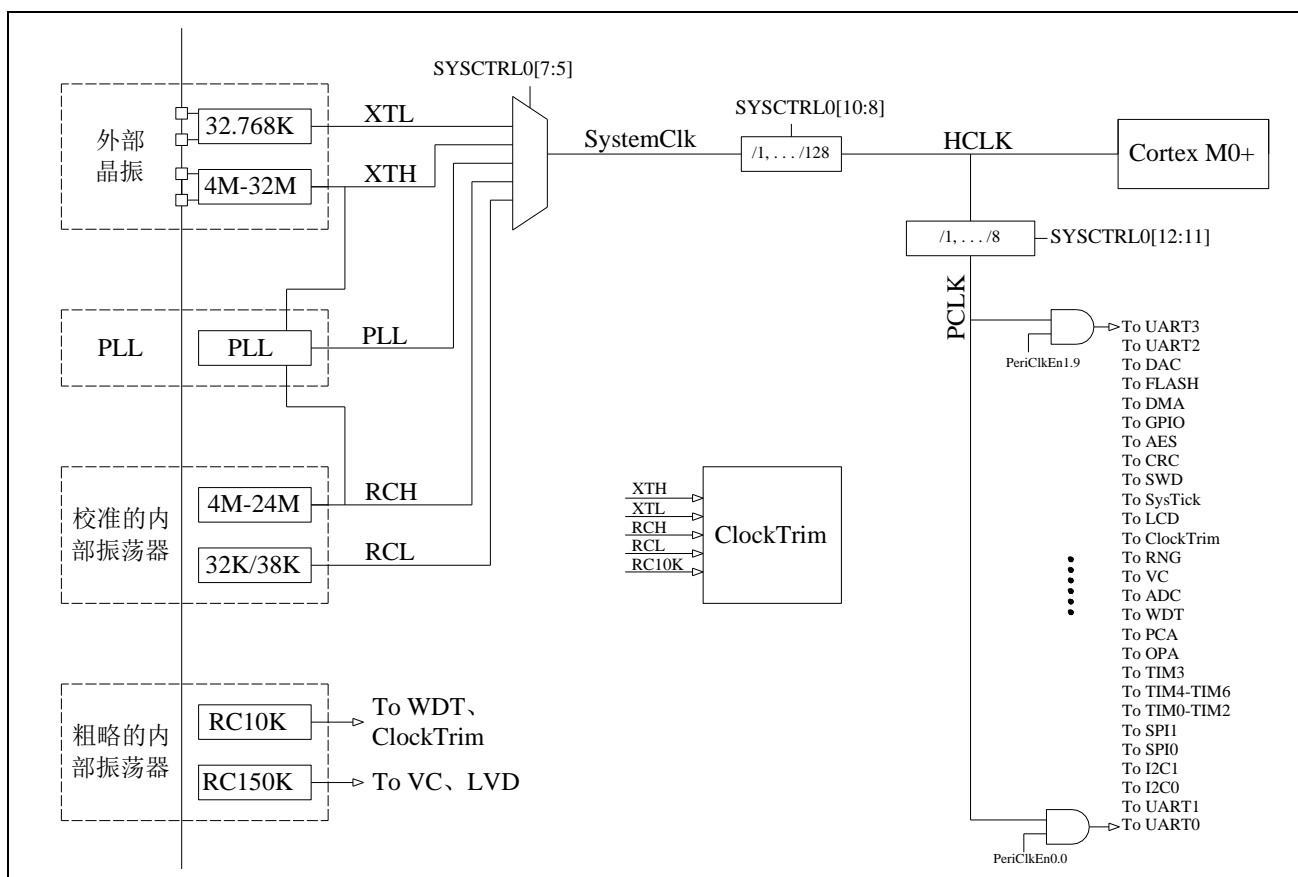 SYSCTRL0[7:5]
外部
晶振
32.768K
XTL
4M-32M
XTH
SystemClk
SYSCTRL0[10:8]
/1, . . . /128
HCLK
Cortex M0+
/1, . . . /8
SYSCTRL0[12:11]
PCLK
PLL
PLL
PLL
校准的内
部振荡器
4M-24M
RCH
32K/38K
RCL
XTH
XTL
RCH
RCL
RC10K
ClockTrim
粗略的内
部振荡器
RC10K
To WDT、
ClockTrim
RC150K
To VC、LVD
PeriClkEn1.9
To UART3
To UART2
To DAC
To FLASH
To DMA
To GPIO
To AES
To CRC
To SWD
To SysTick
To LCD
To ClockTrim
To RNG
To VC
To ADC
To WDT
To PCA
To OPA
To TIM3
To TIM4-TIM6
To TIM0-TIM2
To SPI1
To SPI0
To I2C1
To I2C0
To UART1
To UART0
PeriClkEn0.0